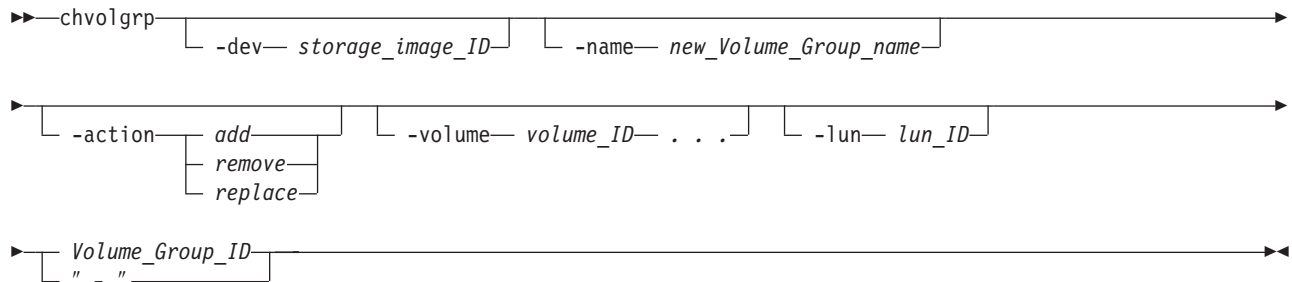 chvolgrp
-dev storage_image_ID
-name new_Volume_Group_name
-action add
remove
replace
-volume volume_ID . . .
-lun lun_ID
Volume_Group_ID
" - "